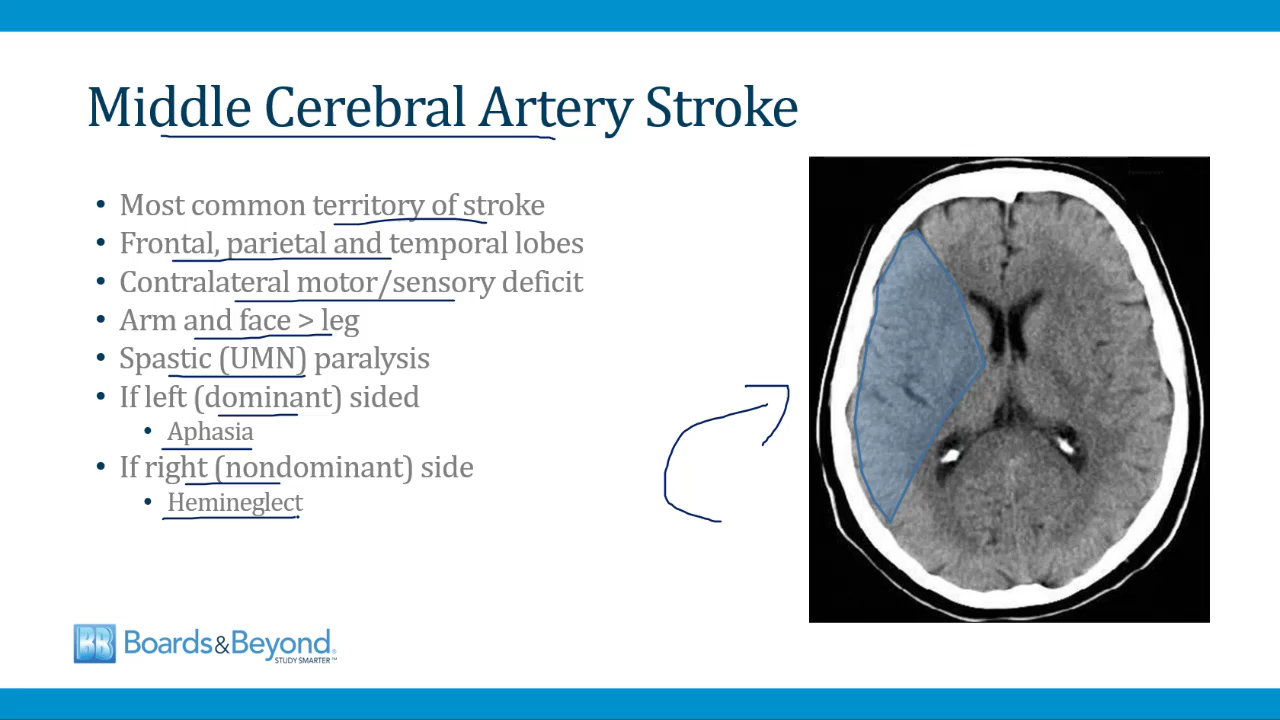 Middle Cerebral Artery Stroke
• Most common territory of stroke
• Frontal, parietal and temporal lobes
• Contralateral motor/sensory deficit
• Arm and face > leg
• Spastic (UMN) paralysis
• If left (dominant) sided
• Aphasia
• If right (nondominant) side
• Hemineglect
BB Boards&Beyond®
STUDY SMARTER™